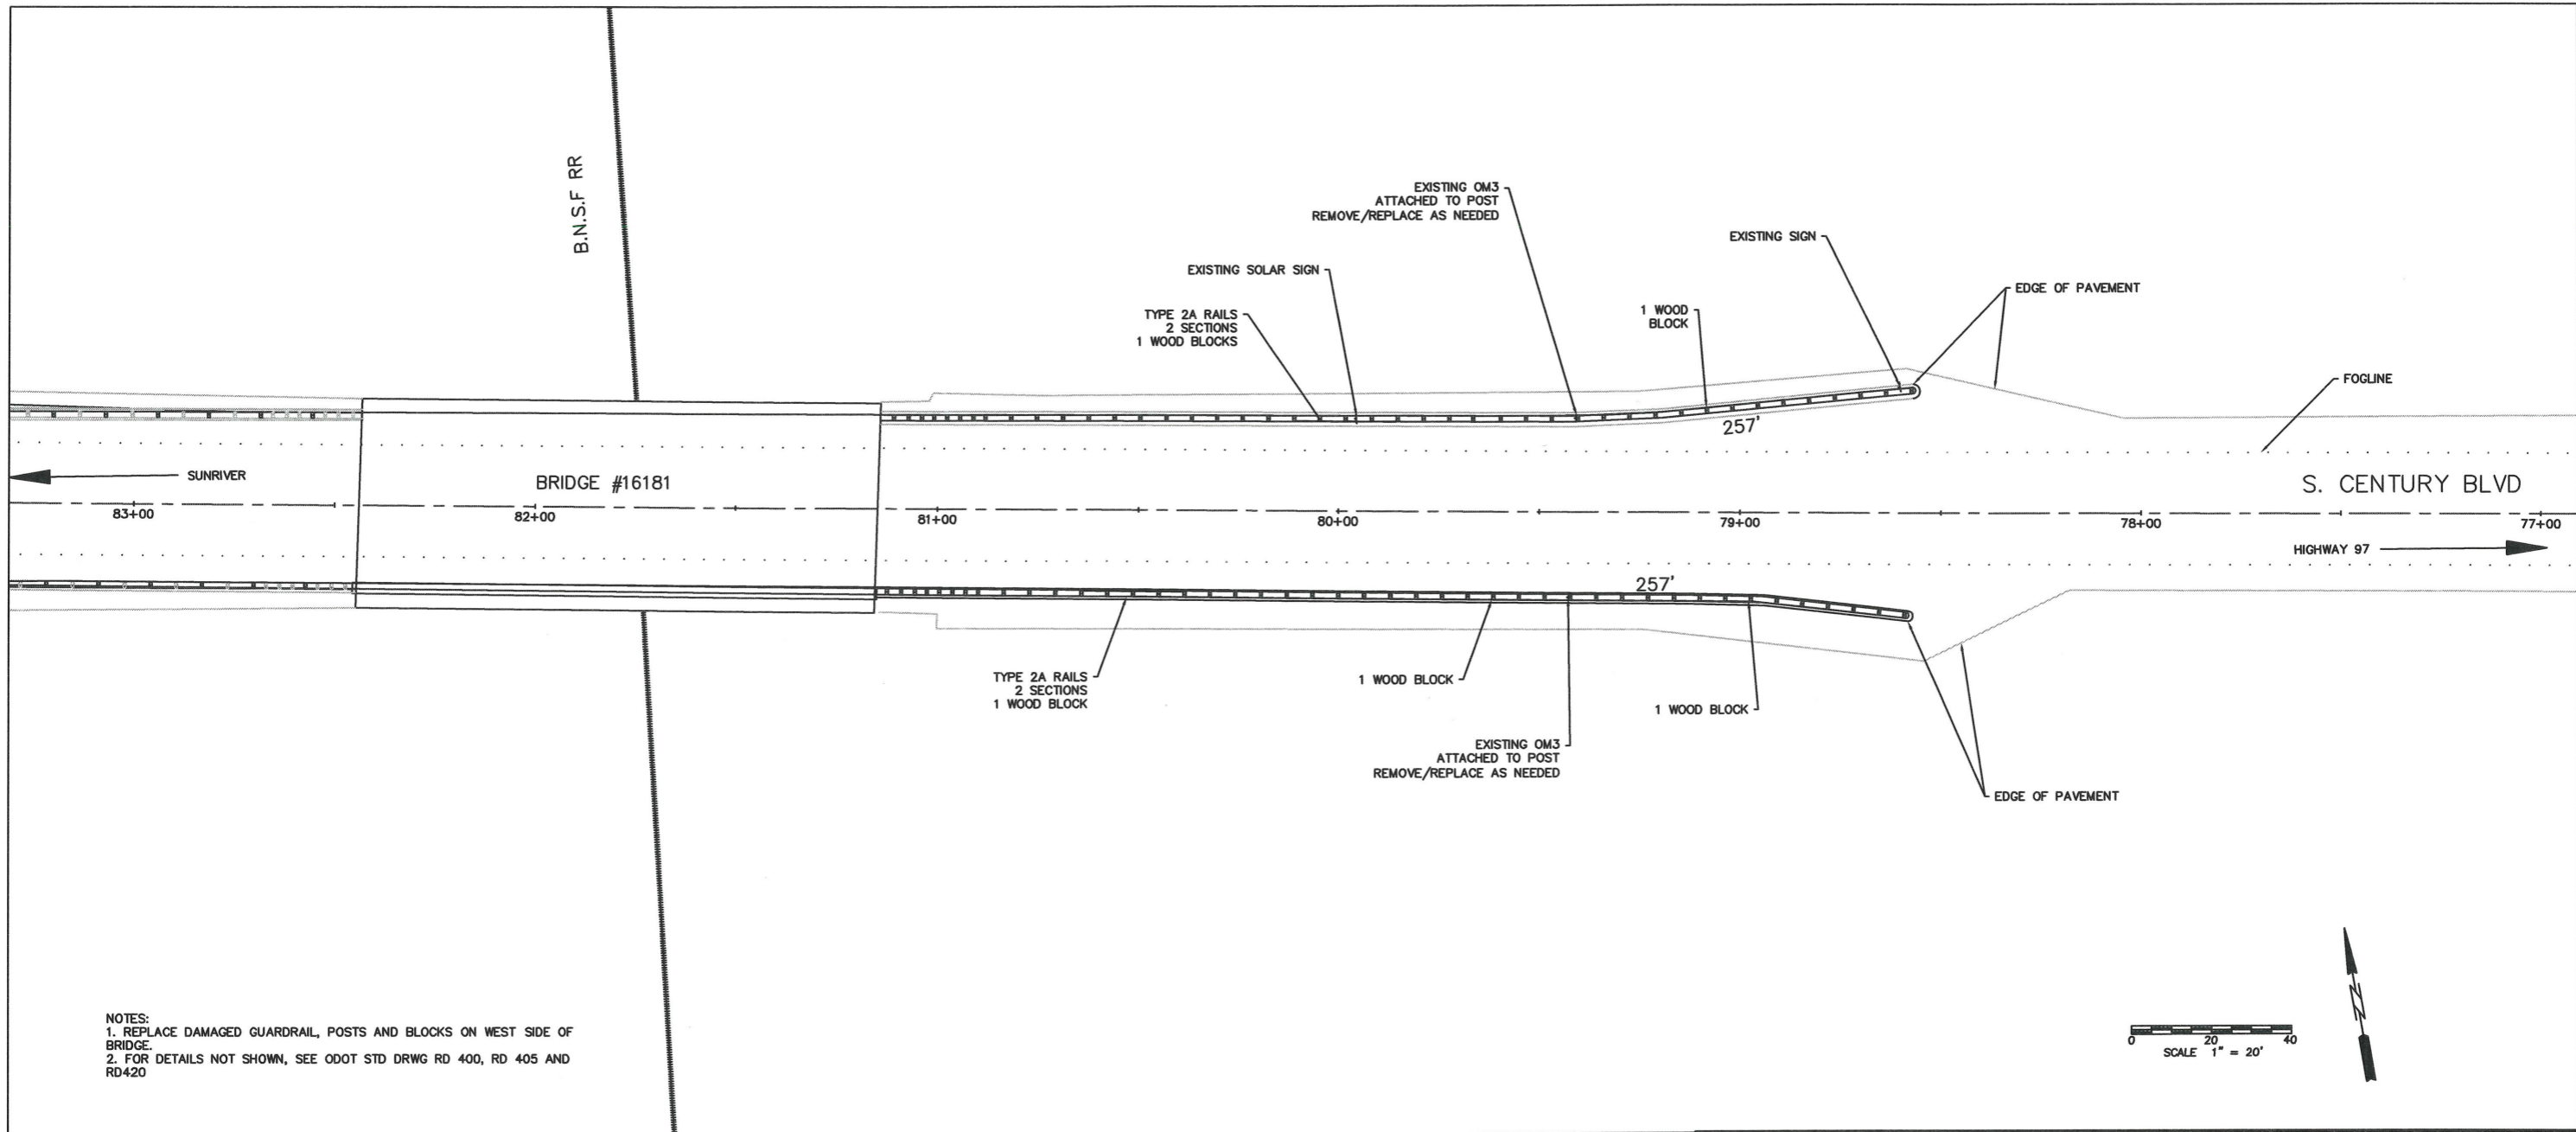 B.N.S.F RR
EXISTING OM3
ATTACHED TO POST
REMOVE/REPLACE AS NEEDED
EXISTING SIGN
EXISTING SOLAR SIGN
EDGE OF PAVEMENT
TYPE 2A RAILS
2 SECTIONS
1 WOOD BLOCKS
1 WOOD
BLOCK
FOGLINE
257'
SUNRIVER
BRIDGE #16181
S. CENTURY BLVD
83+00
82+00
81+00
80+00
79+00
78+00
77+00
HIGHWAY 97
257'
TYPE 2A RAILS
2 SECTIONS
1 WOOD BLOCK
1 WOOD BLOCK
1 WOOD BLOCK
EXISTING OM3
ATTACHED TO POST
REMOVE/REPLACE AS NEEDED
EDGE OF PAVEMENT
NOTES:
1. REPLACE DAMAGED GUARDRAIL, POSTS AND BLOCKS ON WEST SIDE OF
BRIDGE.
2. FOR DETAILS NOT SHOWN, SEE ODOT STD DRWG RD 400, RD 405 AND
RD420
0 20 40
SCALE 1" = 20'
N